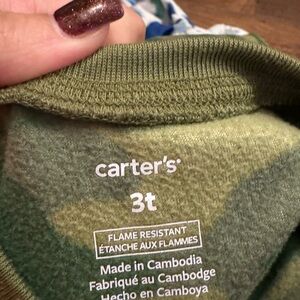 carter's
3t
FLAME RESISTANT
ÉTANCHE AUX FLAMMES
Made in Cambodia
Fabriqué au Cambodge
Hecho en Camboya